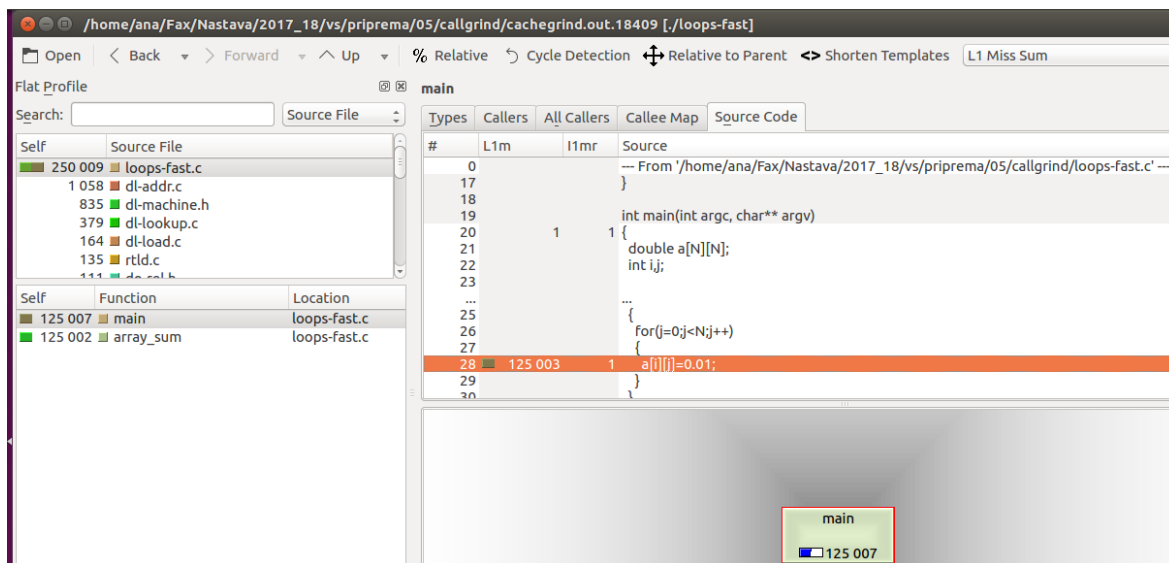 /home/ana/Fax/Nastava/2017_18/vs/priprema/05/callgrind/cachegrind.out.18409 [./loops-fast]
Open Back Forward Up % Relative Cycle Detection Relative to Parent <> Shorten Templates L1 Miss Sum
Flat Profile
Search: Source File
Self Source File
250 009 loops-fast.c
1 058 dl-addr.c
835 dl-machine.h
379 dl-lookup.c
164 dl-load.c
135 rtld.c
Self Function Location
125 007 main loops-fast.c
125 002 array_sum loops-fast.c
main
Types Callers All Callers Callee Map Source Code
# L1m I1mr Source
0 --- From '/home/ana/Fax/Nastava/2017_18/vs/priprema/05/callgrind/loops-fast.c' ---
17 }
18
19 int main(int argc, char** argv)
20 1 1 {
21 double a[N][N];
22 int i,j;
23
... ...
25 {
26 for(j=0;j<N;j++)
27 {
28 125 003 1 a[i][j]=0.01;
29 }
30 }
main
125 007